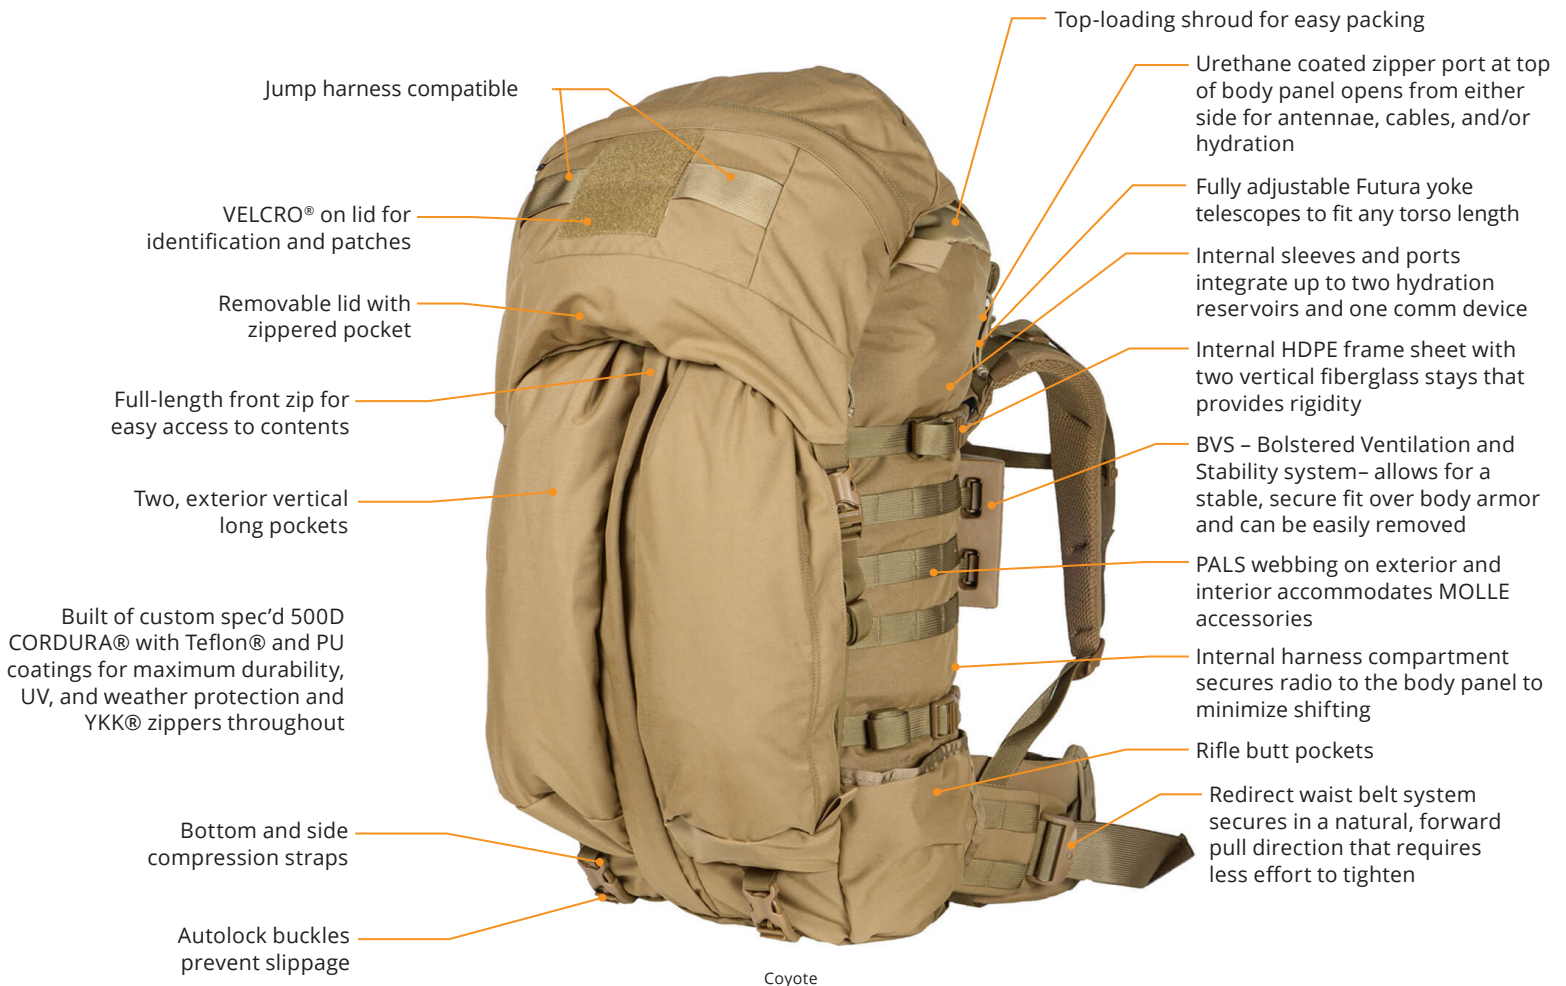 Top-loading shroud for easy packing
Jump harness compatible
Urethane coated zipper port at top
of body panel opens from either
side for antennae, cables, and/or
hydration
VELCRO® on lid for
identification and patches
Fully adjustable Futura yoke
telescopes to fit any torso length
Internal sleeves and ports
integrate up to two hydration
reservoirs and one comm device
Removable lid with
zippered pocket
Internal HDPE frame sheet with
two vertical fiberglass stays that
provides rigidity
Full-length front zip for
easy access to contents
BVS – Bolstered Ventilation and
Stability system– allows for a
stable, secure fit over body armor
and can be easily removed
Two, exterior vertical
long pockets
PALS webbing on exterior and
interior accommodates MOLLE
accessories
Built of custom spec’d 500D
CORDURA® with Teflon® and PU
coatings for maximum durability,
UV, and weather protection and
YKK® zippers throughout
Internal harness compartment
secures radio to the body panel to
minimize shifting
Rifle butt pockets
Redirect waist belt system
secures in a natural, forward
pull direction that requires
less effort to tighten
Bottom and side
compression straps
Autolock buckles
prevent slippage
Coyote